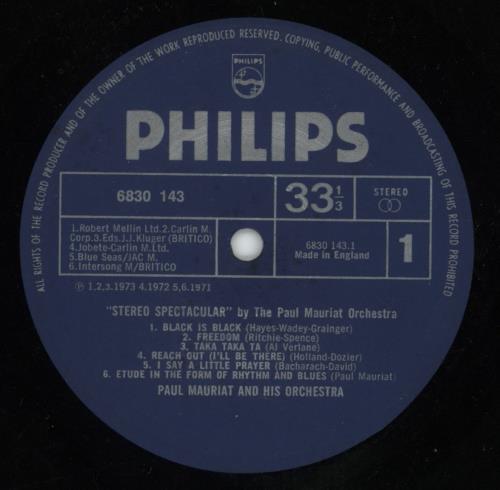 ALL RIGHTS OF THE RECORD PRODUCER AND OF THE OWNER OF THE WORK REPRODUCED RESERVED. COPYING, PUBLIC PERFORMANCE AND BROADCASTING OF THIS RECORD PROHIBITED
PHILIPS
PHILIPS
6830 143
33 1/3
STEREO
1.Robert Mellin Ltd.2.Carlin M.
Corp.3.Eds.J.J.Kluger (BRITICO)
4.Jobete-Carlin M.Ltd.
5.Blue Seas/JAC M.
6.Intersong M/BRITICO
6830 143.1
Made in England
1
Ⓟ 1,2,3.1973 4.1972 5,6.1971
"STEREO SPECTACULAR" by The Paul Mauriat Orchestra
1. BLACK IS BLACK (Hayes-Wadey-Grainger)
2. FREEDOM (Ritchie-Spence)
3. TAKA TAKA TA (Al Verlane)
4. REACH OUT (I'LL BE THERE) (Holland-Dozier)
5. I SAY A LITTLE PRAYER (Bacharach-David)
6. ETUDE IN THE FORM OF RHYTHM AND BLUES (Paul Mauriat)
PAUL MAURIAT AND HIS ORCHESTRA